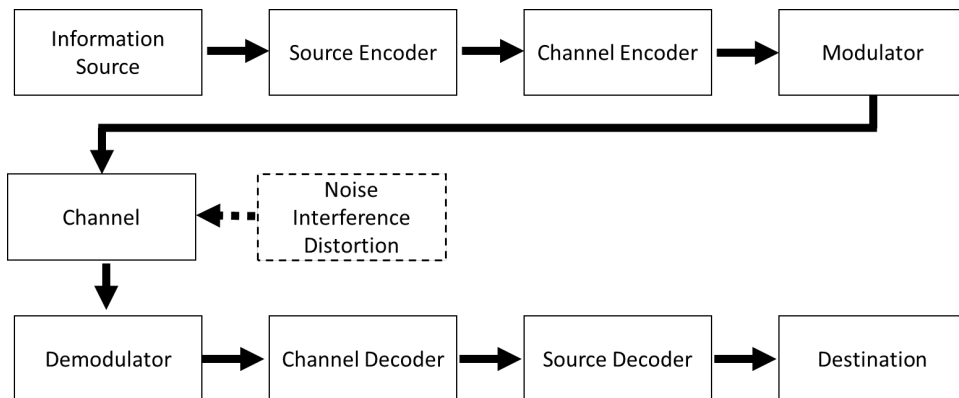 Information
Source
Source Encoder
Channel Encoder
Modulator
Channel
Noise
Interference
Distortion
Demodulator
Channel Decoder
Source Decoder
Destination